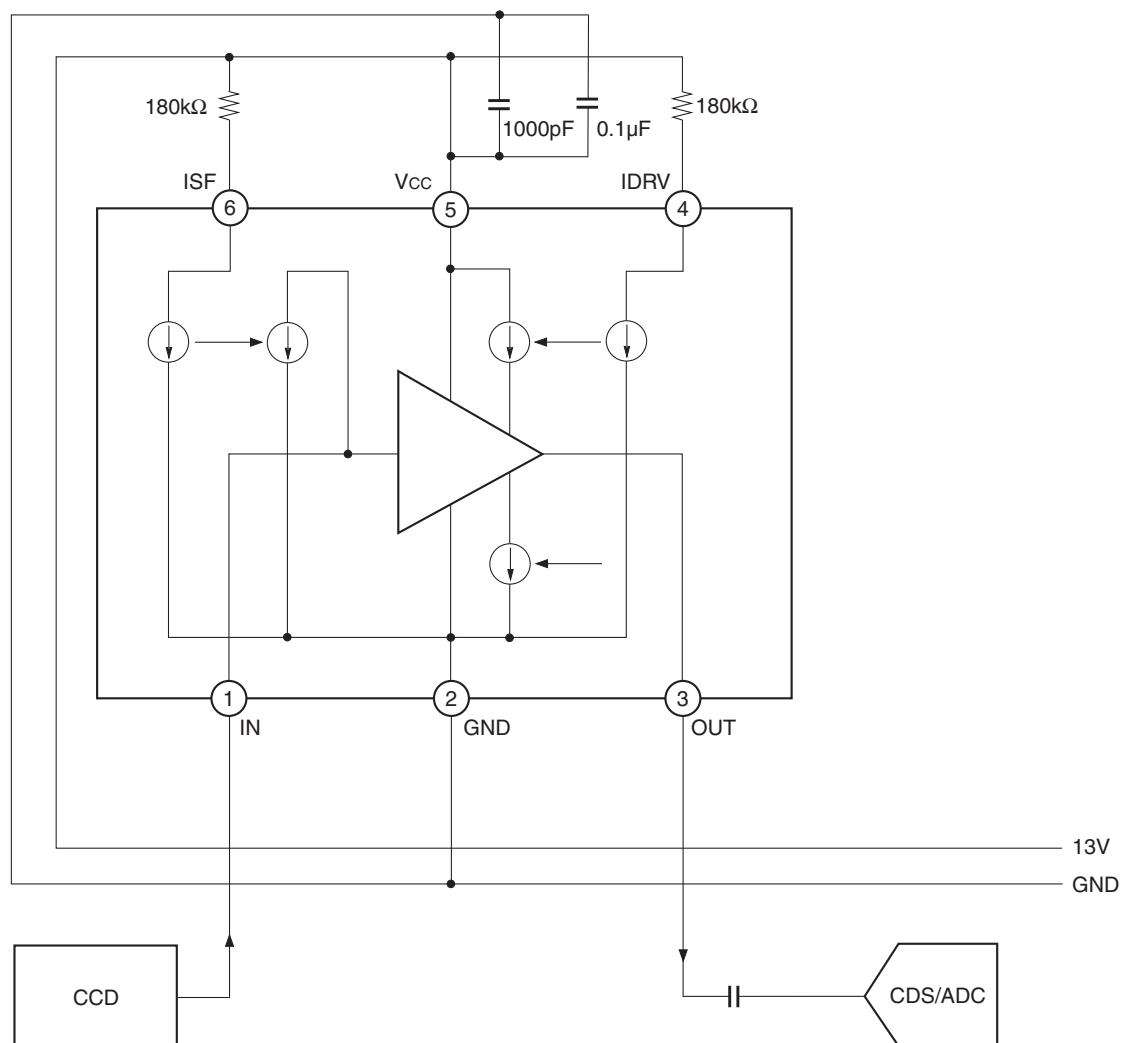 180kΩ
1000pF
0.1µF
180kΩ
ISF
VCC
IDRV
6
5
4
1
2
3
IN
GND
OUT
13V
GND
CCD
CDS/ADC